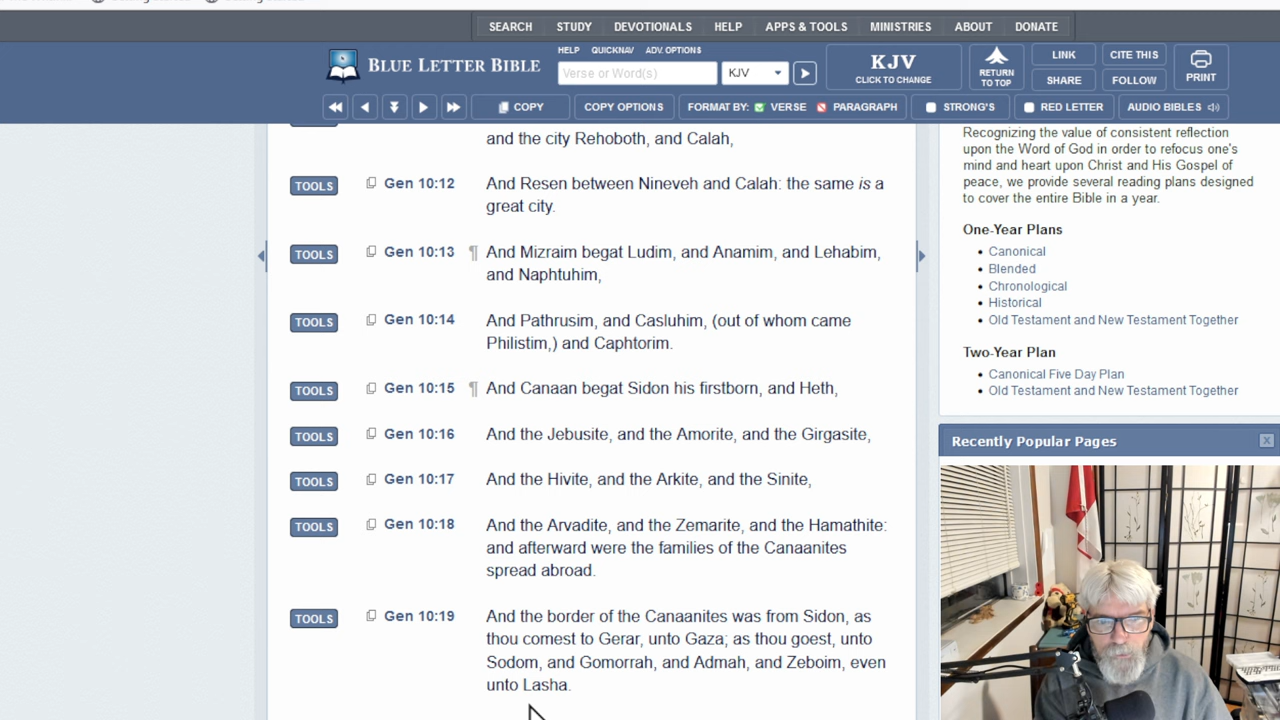 SEARCH STUDY DEVOTIONALS HELP APPS & TOOLS MINISTRIES ABOUT DONATE
BLUE LETTER BIBLE
HELP QUICKNAV ADV. OPTIONS
Verse or Word(s) KJV
KJV
CLICK TO CHANGE
RETURN
TO TOP
LINK CITE THIS
SHARE FOLLOW
PRINT
COPY COPY OPTIONS FORMAT BY: VERSE PARAGRAPH STRONG'S RED LETTER AUDIO BIBLES
and the city Rehoboth, and Calah,
TOOLS Gen 10:12 And Resen between Nineveh and Calah: the same is a
great city.
TOOLS Gen 10:13 ¶ And Mizraim begat Ludim, and Anamim, and Lehabim,
and Naphtuhim,
TOOLS Gen 10:14 And Pathrusim, and Casluhim, (out of whom came
Philistim,) and Caphtorim.
TOOLS Gen 10:15 ¶ And Canaan begat Sidon his firstborn, and Heth,
TOOLS Gen 10:16 And the Jebusite, and the Amorite, and the Girgasite,
TOOLS Gen 10:17 And the Hivite, and the Arkite, and the Sinite,
TOOLS Gen 10:18 And the Arvadite, and the Zemarite, and the Hamathite:
and afterward were the families of the Canaanites
spread abroad.
TOOLS Gen 10:19 And the border of the Canaanites was from Sidon, as
thou comest to Gerar, unto Gaza; as thou goest, unto
Sodom, and Gomorrah, and Admah, and Zeboim, even
unto Lasha.
Recognizing the value of consistent reflection
upon the Word of God in order to refocus one's
mind and heart upon Christ and His Gospel of
peace, we provide several reading plans designed
to cover the entire Bible in a year.
One-Year Plans
• Canonical
• Blended
• Chronological
• Historical
• Old Testament and New Testament Together
Two-Year Plan
• Canonical Five Day Plan
• Old Testament and New Testament Together
Recently Popular Pages